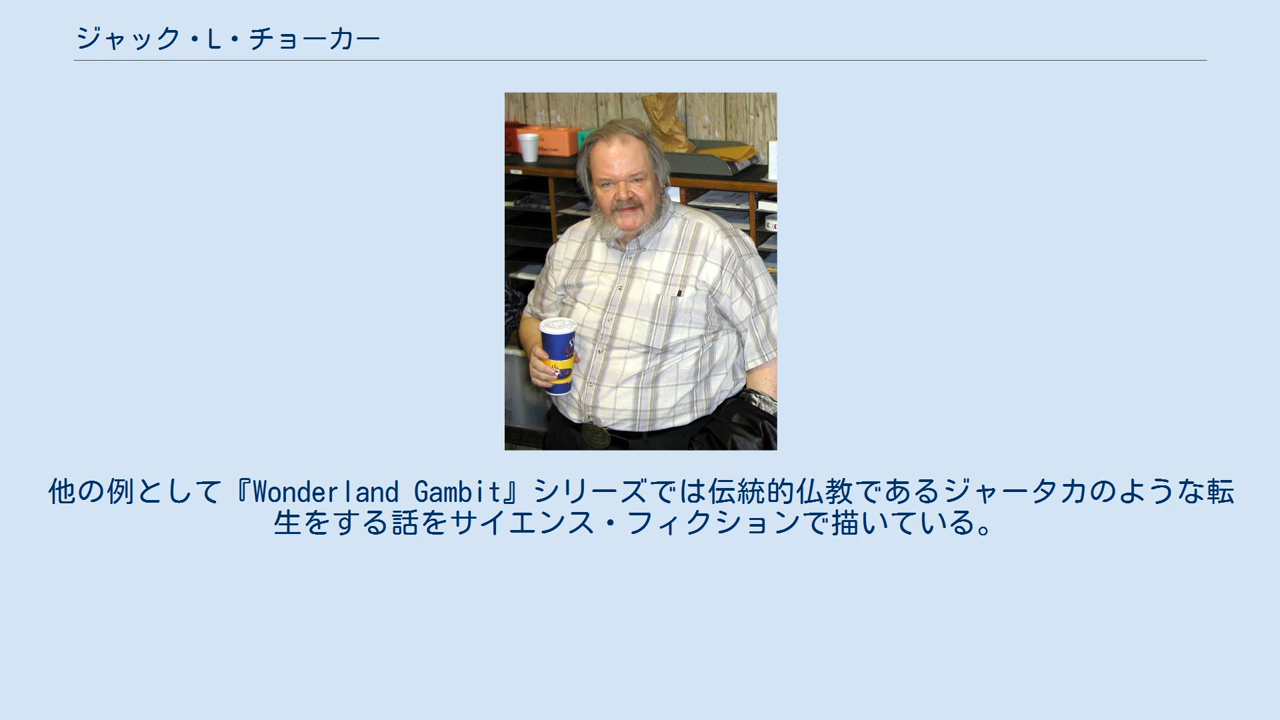 ジャック・L・チョーカー
他の例として『Wonderland Gambit』シリーズでは伝統的仏教であるジャータカのような転
生をする話をサイエンス・フィクションで描いている。